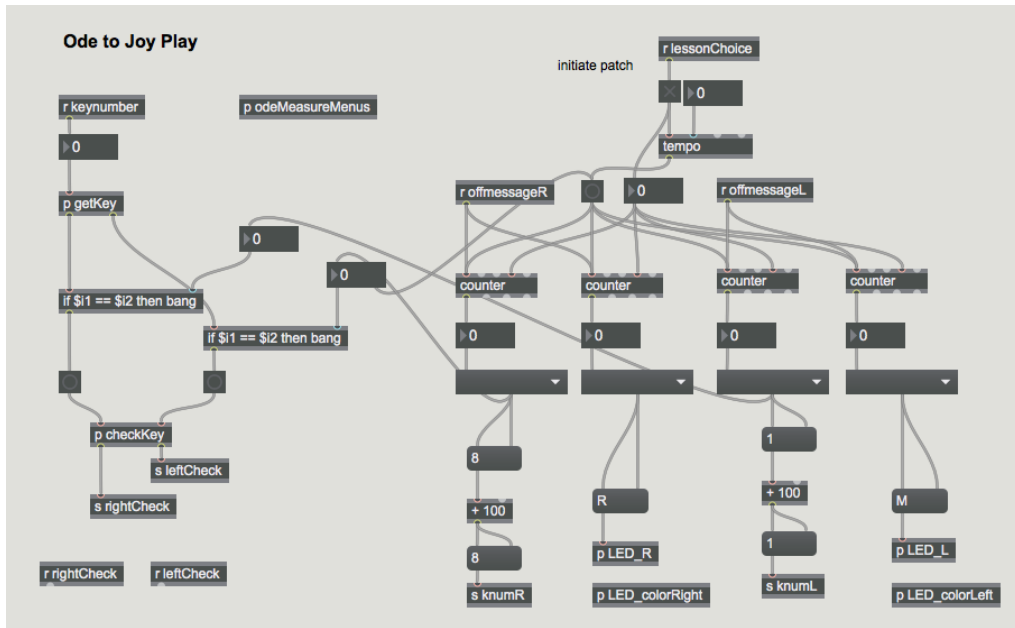 Ode to Joy Play
r lessonChoice
initiate patch
0
r keynumber
p odeMeasureMenus
0
tempo
p getKey
r offmessageR
0
r offmessageL
0
0
counter
counter
counter
counter
if $i1 == $i2 then bang
if $i1 == $i2 then bang
0
0
0
0
p checkKey
8
1
s leftCheck
+ 100
R
+ 100
M
s rightCheck
8
p LED_R
1
p LED_L
r rightCheck
r leftCheck
s knumR
p LED_colorRight
s knumL
p LED_colorLeft